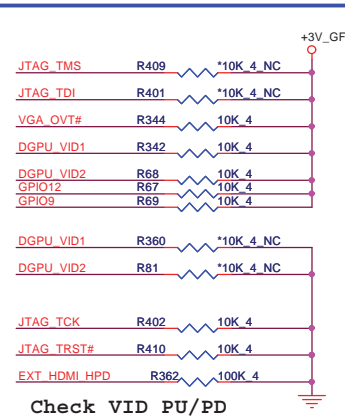 +3V_GF
JTAG_TMS R409 *10K_4_NC
JTAG_TDI R401 *10K_4_NC
VGA_OVT# R344 10K_4
DGPU_VID1 R342 10K_4
DGPU_VID2 R68 10K_4
GPIO12 R67 10K_4
GPIO9 R69 10K_4
DGPU_VID1 R360 *10K_4_NC
DGPU_VID2 R81 *10K_4_NC
JTAG_TCK R402 10K_4
JTAG_TRST# R410 10K_4
EXT_HDMI_HPD R362 100K_4
Check VID PU/PD